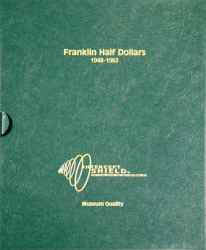 Franklin Half Dollars
1948-1963
INTERCEPT
SHIELD
Museum Quality